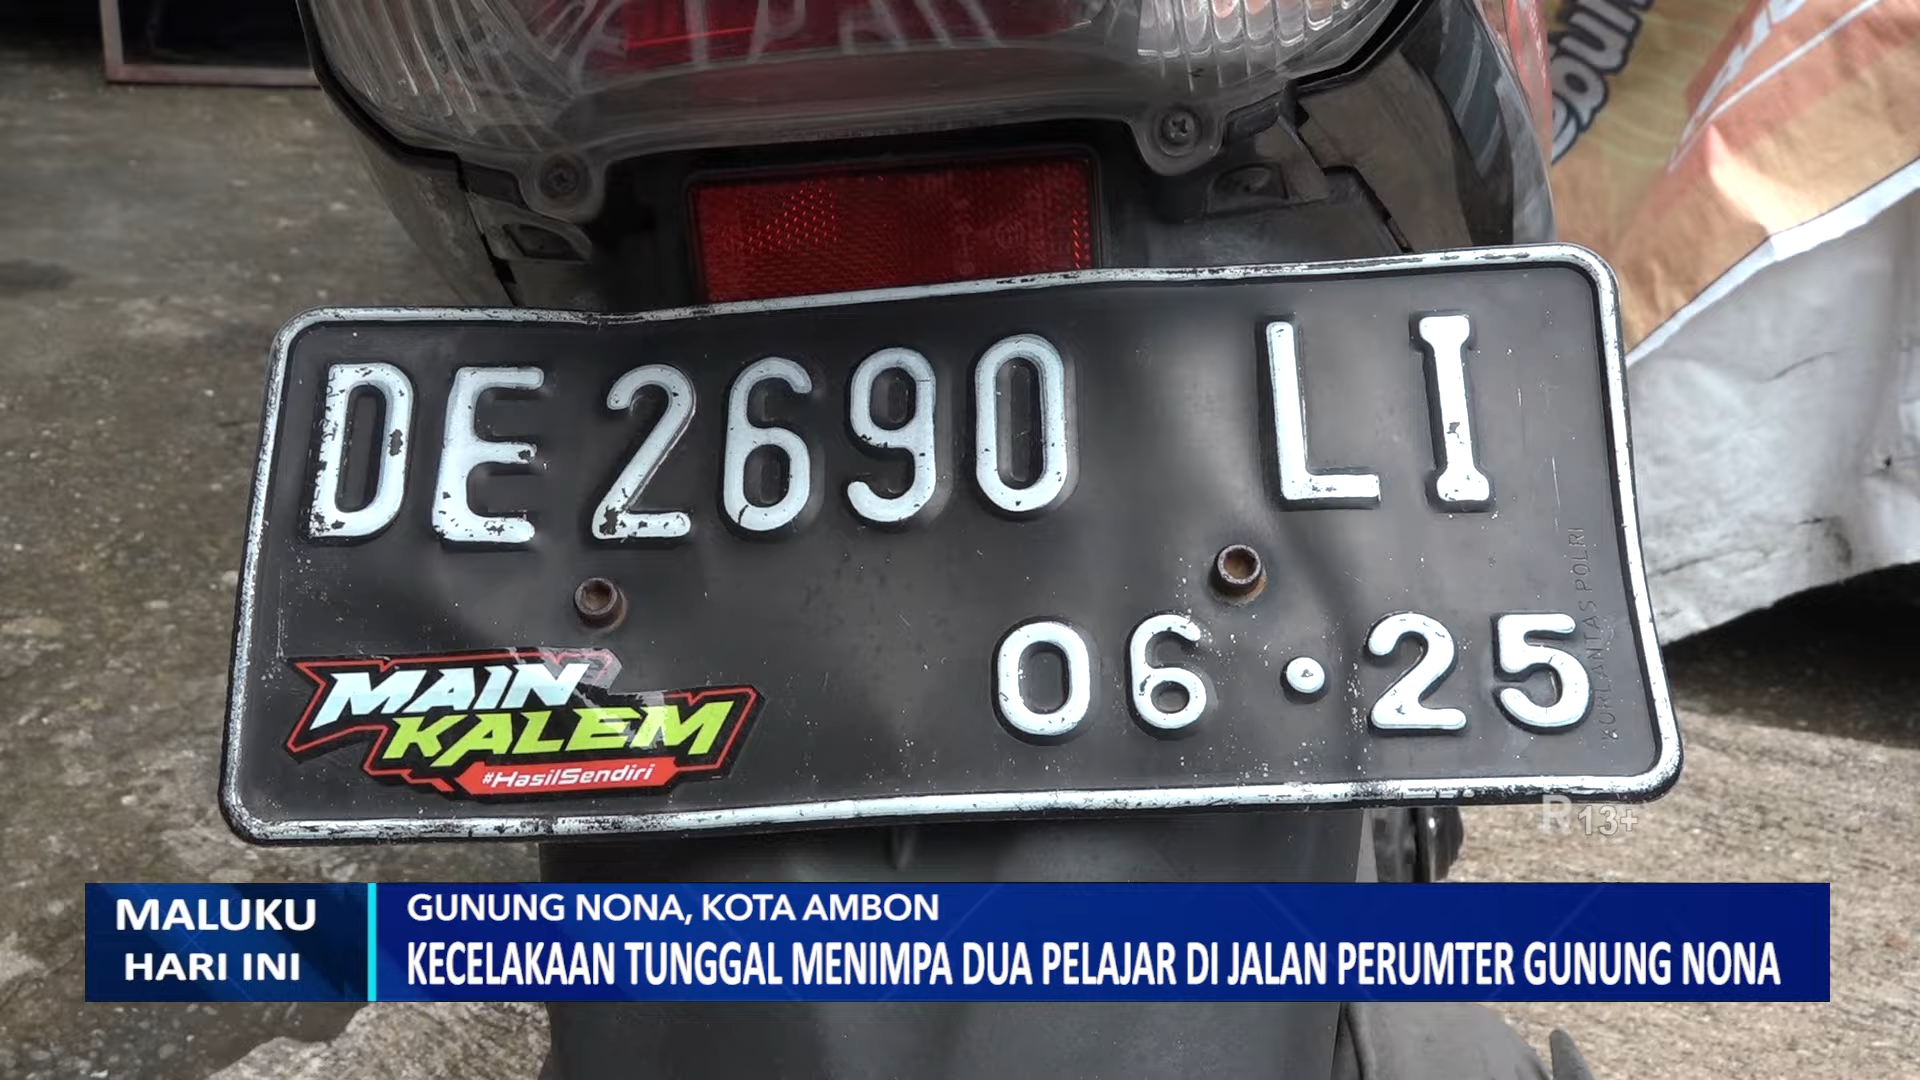 DE 2690 LI
06·25
KORLANTAS POLRI
MAIN
KALEM
#HasilSendiri
R13+
MALUKU
HARI INI
GUNUNG NONA, KOTA AMBON
KECELAKAAN TUNGGAL MENIMPA DUA PELAJAR DI JALAN PERUMTER GUNUNG NONA